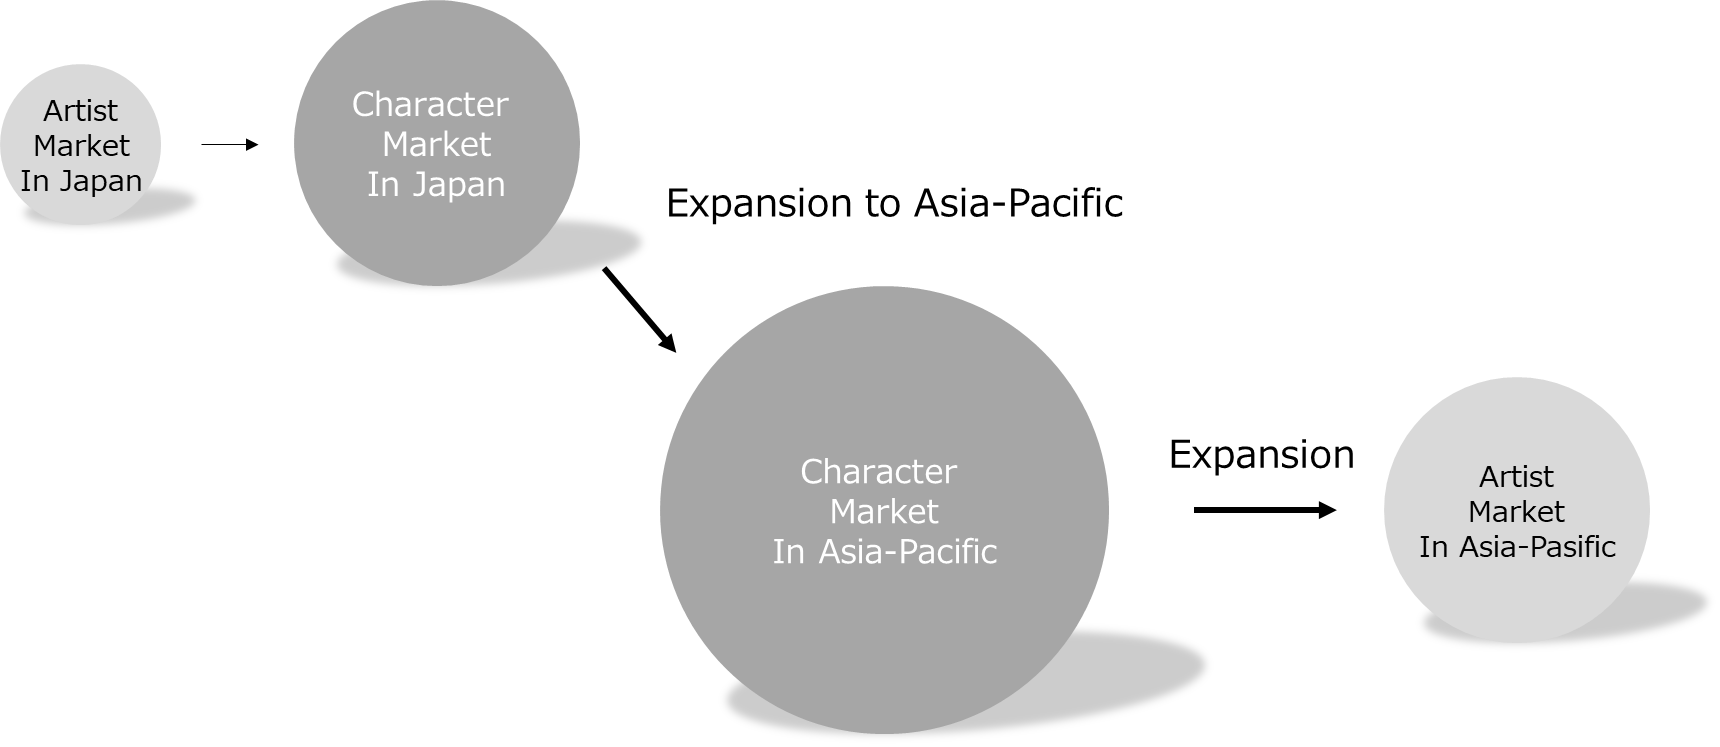 Artist
Market
In Japan
Character
Market
In Japan
Expansion to Asia-Pacific
Character
Market
In Asia-Pacific
Expansion
Artist
Market
In Asia-Pasific